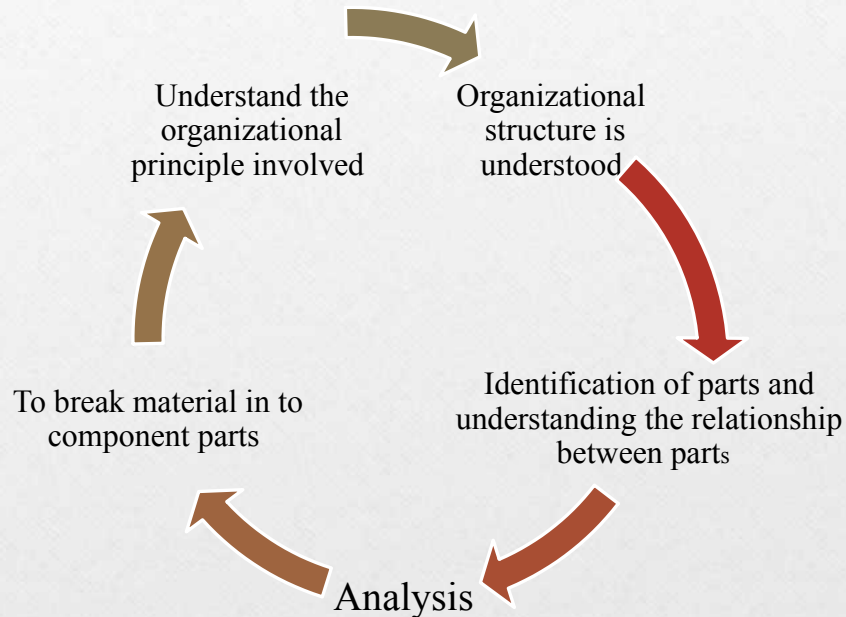 Understand the
organizational
principle involved
Organizational
structure is
understood
Identification of parts and
understanding the relationship
between parts
Analysis
To break material in to
component parts